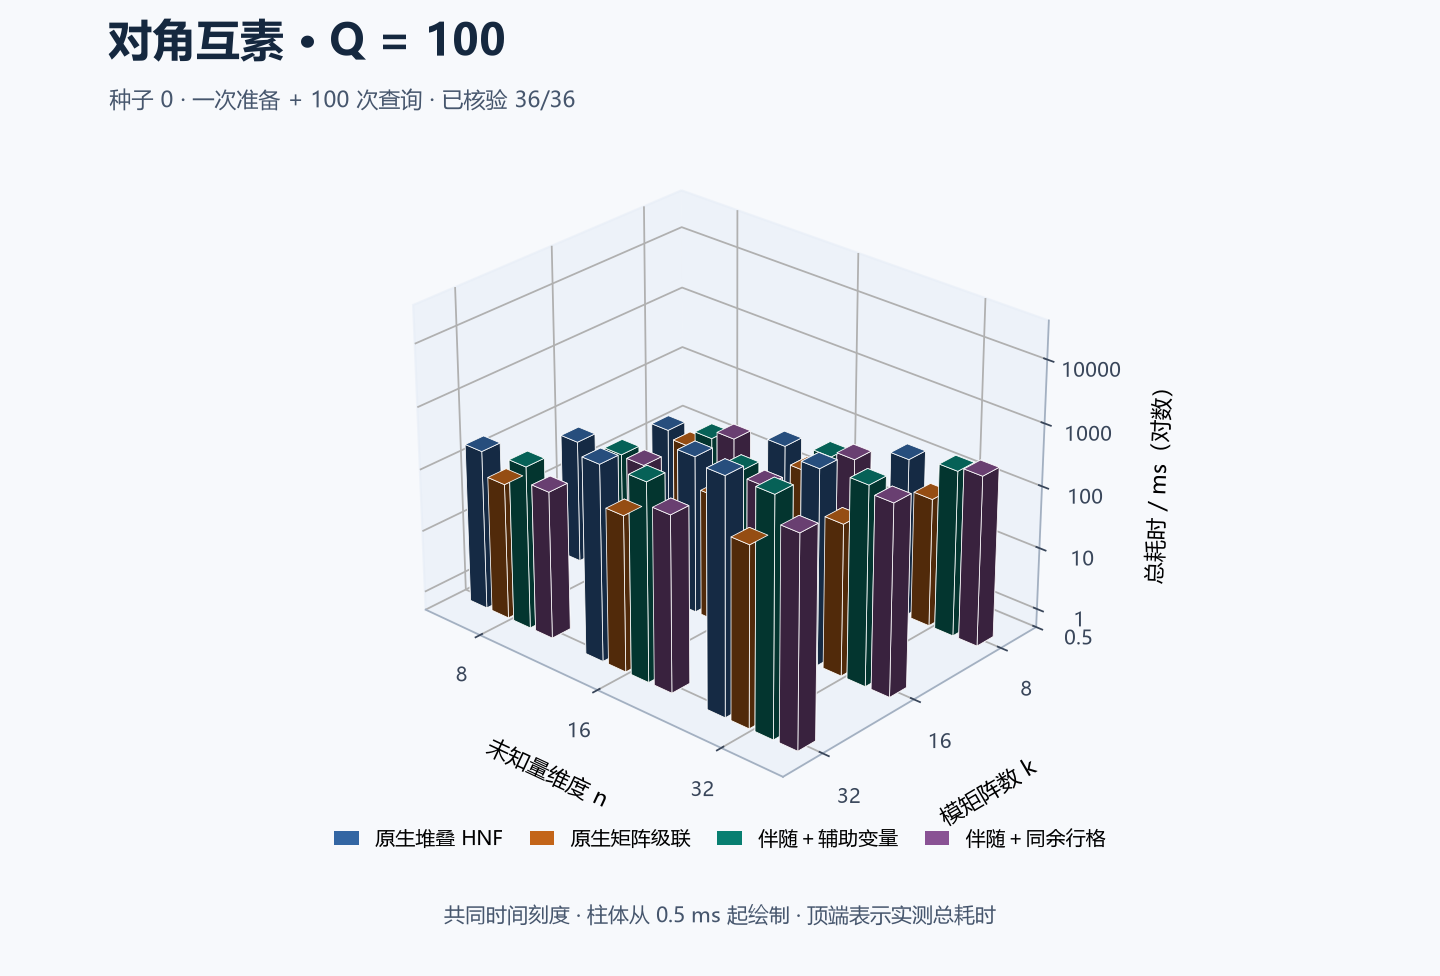 对角互素 • Q = 100
种子 0 · 一次准备 + 100 次查询 · 已核验 36/36
10000
1000
100
10
1
0.5
总耗时 / ms（对数）
8
16
32
未知量维度 n
8
16
32
模矩阵数 k
原生堆叠 HNF
原生矩阵级联
伴随 + 辅助变量
伴随 + 同余行格
共同时间刻度 · 柱体从 0.5 ms 起绘制 · 顶端表示实测总耗时